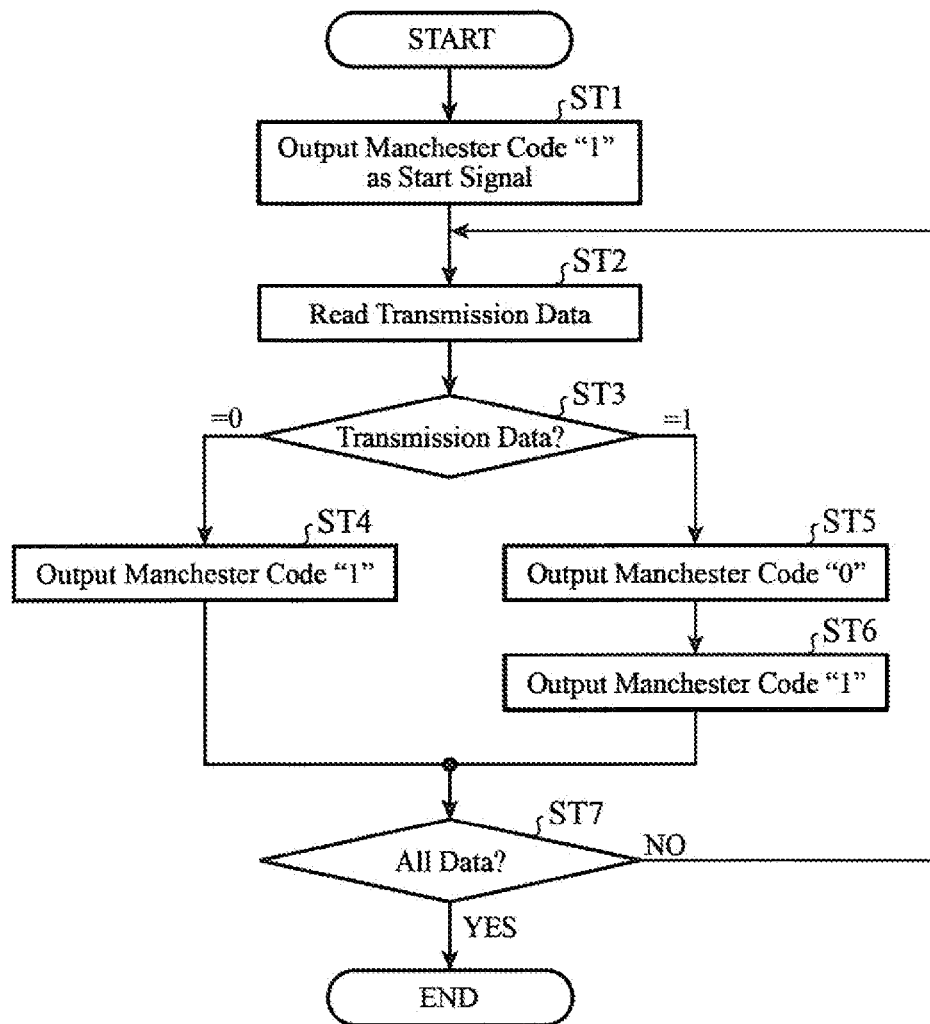 START
ST1
Output Manchester Code “1”
as Start Signal
ST2
Read Transmission Data
ST3
=0
Transmission Data?
=1
ST4
Output Manchester Code “1”
ST5
Output Manchester Code “0”
ST6
Output Manchester Code “1”
ST7
All Data?
NO
YES
END